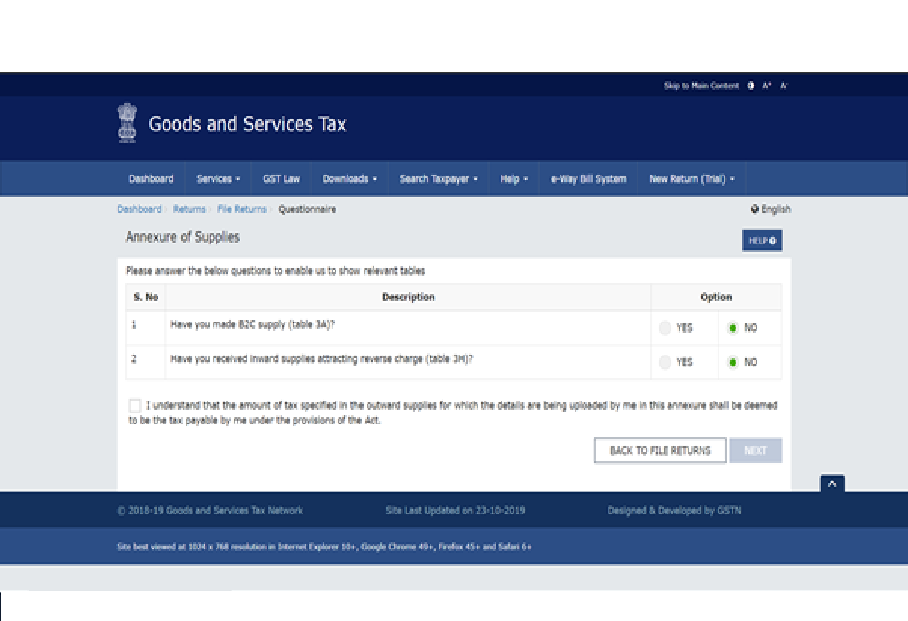 Skip to Main Content A+ A-
Goods and Services Tax
Dashboard Services GST Law Downloads Search Taxpayer Help e-Way Bill System New Return (Trial)
Dashboard Returns File Returns Questionnaire English
Annexure of Supplies HELP
Please answer the below questions to enable us to show relevant tables
S. No Description Option
1 Have you made B2C supply (table 3A)? YES NO
2 Have you received inward supplies attracting reverse charge (table 3H)? YES NO
I understand that the amount of tax specified in the outward supplies for which the details are being uploaded by me in this annexure shall be deemed
to be the tax payable by me under the provisions of the Act.
BACK TO FILE RETURNS NEXT
© 2018-19 Goods and Services Tax Network Site Last Updated on 23-10-2019 Designed & Developed by GSTN
Site best viewed at 1024 x 768 resolution in Internet Explorer 10+, Google Chrome 49+, Firefox 45+ and Safari 6+